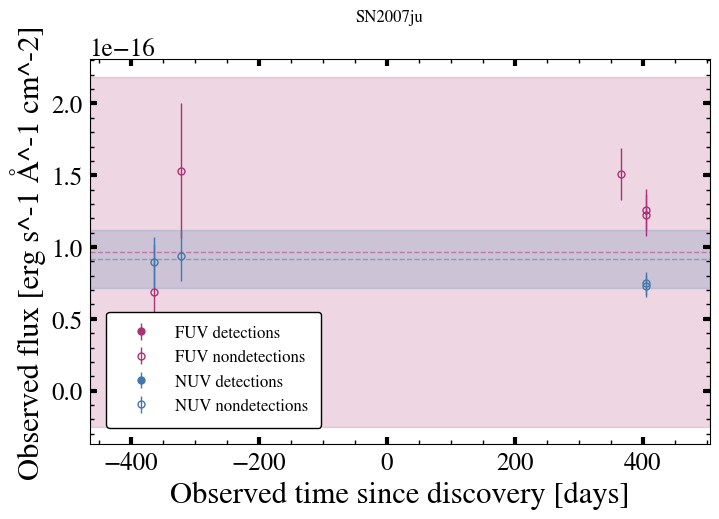 SN2007ju
1e−16
2.0
1.5
1.0
0.5
0.0
Observed flux [erg s^-1 Å^-1 cm^-2]
FUV detections
FUV nondetections
NUV detections
NUV nondetections
−400
−200
0
200
400
Observed time since discovery [days]